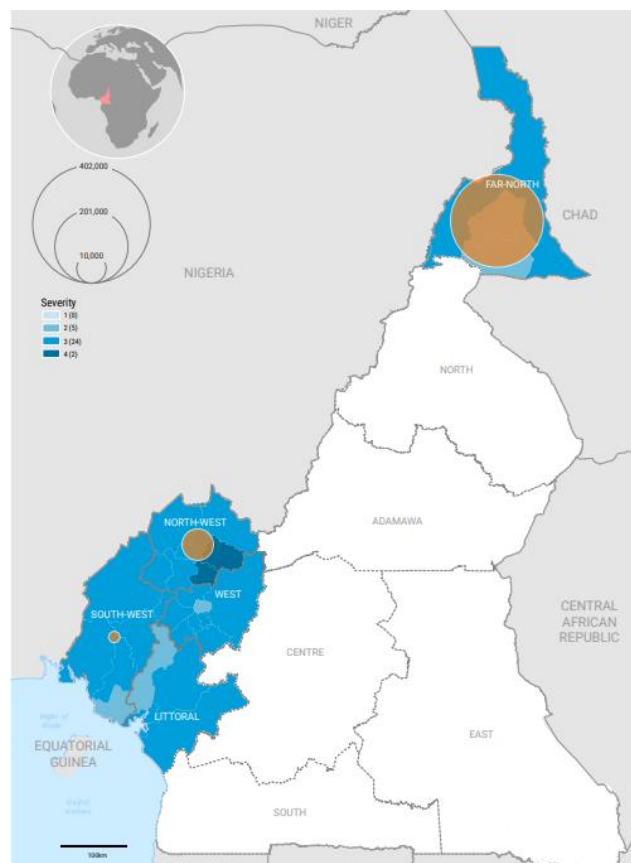 NIGER
402,000
FAR-NORTH
201,000
CHAD
10,000
NIGERIA
Severity
1 (8)
2 (5)
3 (24)
4 (2)
NORTH
NORTH-WEST
ADAMAWA
WEST
SOUTH-WEST
CENTRAL
AFRICAN
REPUBLIC
CENTRE
LITTORAL
EAST
EQUATORIAL
GUINEA
SOUTH
100km